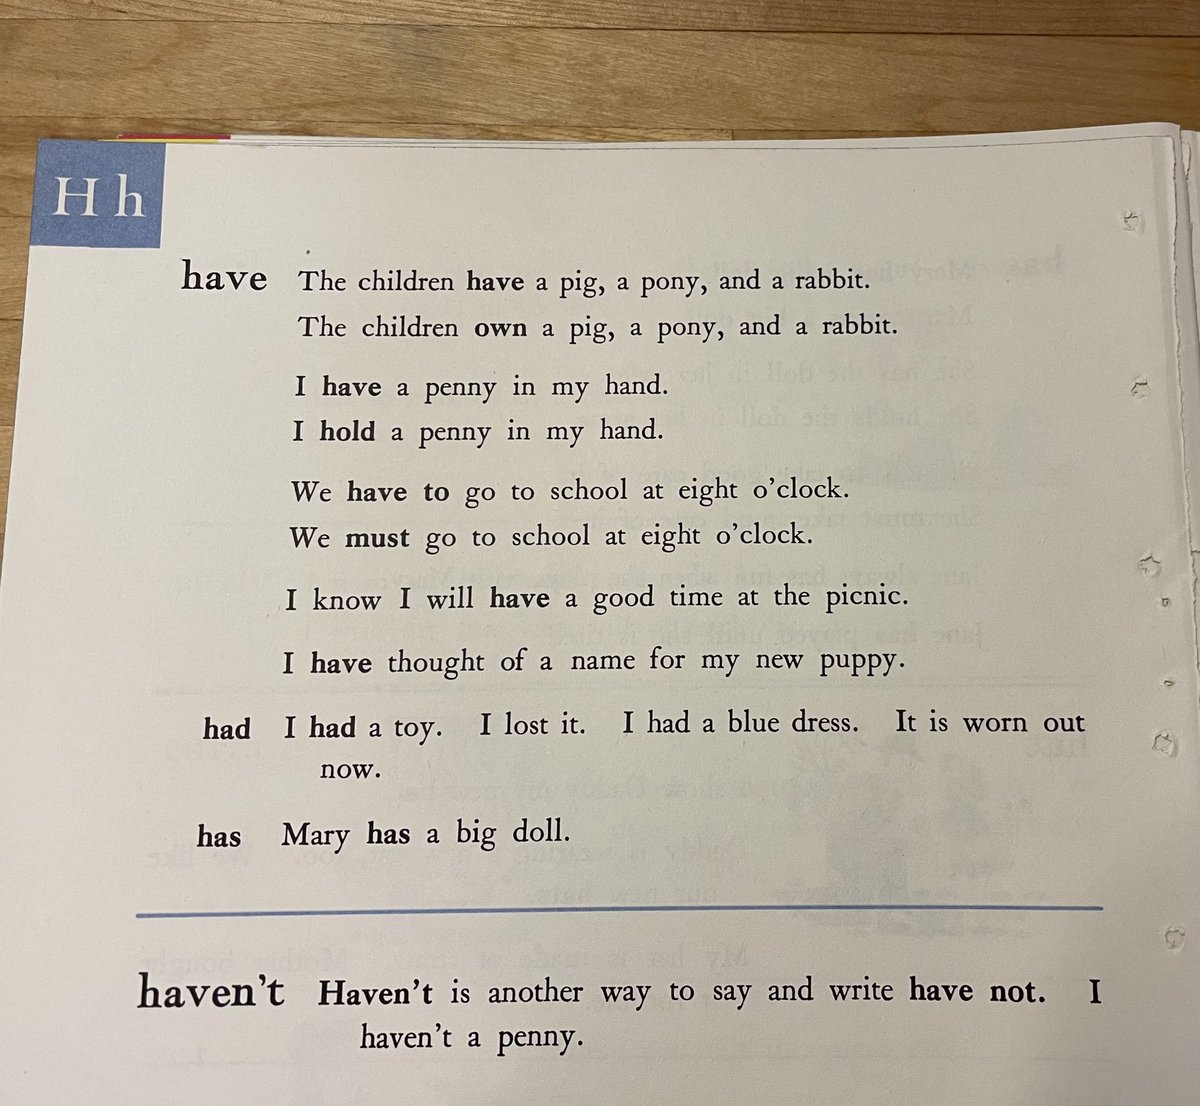 H h
have The children have a pig, a pony, and a rabbit.
The children own a pig, a pony, and a rabbit.
I have a penny in my hand.
I hold a penny in my hand.
We have to go to school at eight o’clock.
We must go to school at eight o’clock.
I know I will have a good time at the picnic.
I have thought of a name for my new puppy.
had I had a toy. I lost it. I had a blue dress. It is worn out
now.
has Mary has a big doll.
haven’t Haven’t is another way to say and write have not. I
haven’t a penny.